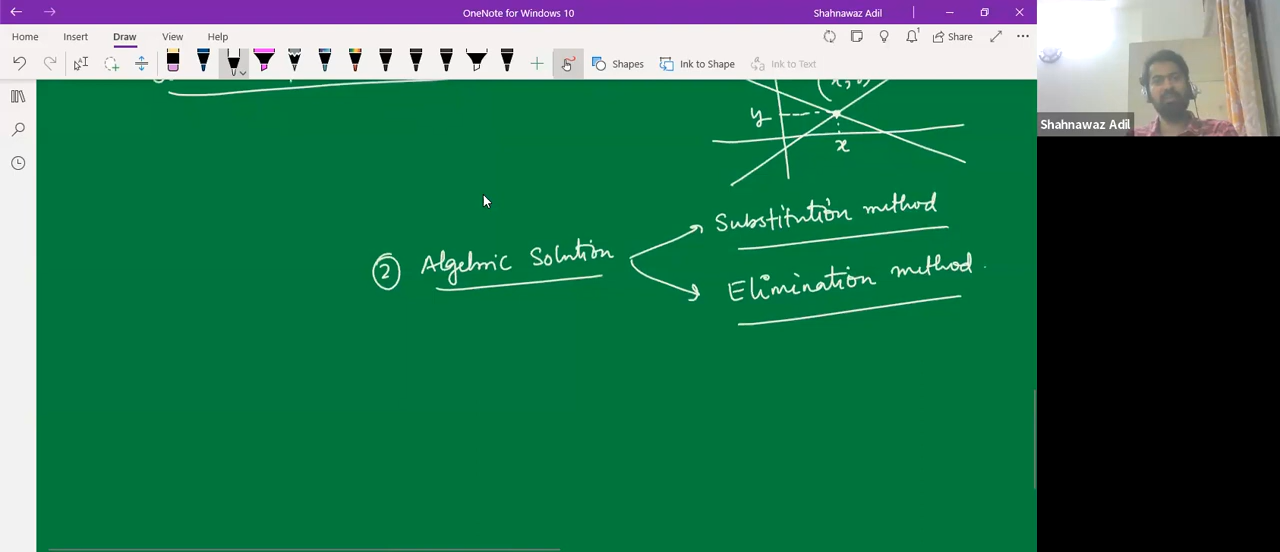 OneNote for Windows 10
Shahnawaz Adil
Home Insert Draw View Help
1
Share
Shapes
Ink to Shape
Ink to Text
Shahnawaz Adil
y
x
Substitution method
② Algebric Solution
Elimination method